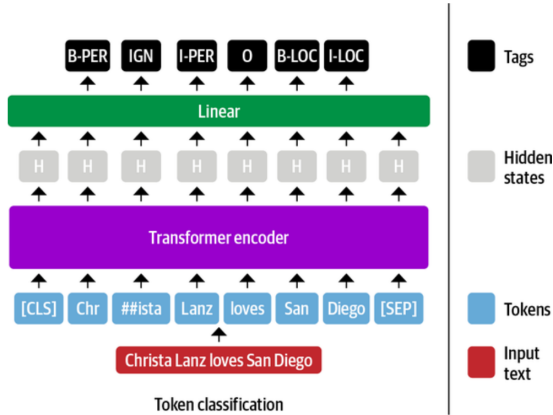 B-PER IGN I-PER O B-LOC I-LOC
Tags
Linear
H H H H H H H H
Hidden
states
Transformer encoder
[CLS] Chr ##ista Lanz loves San Diego [SEP]
Tokens
Christa Lanz loves San Diego
Input
text
Token classification